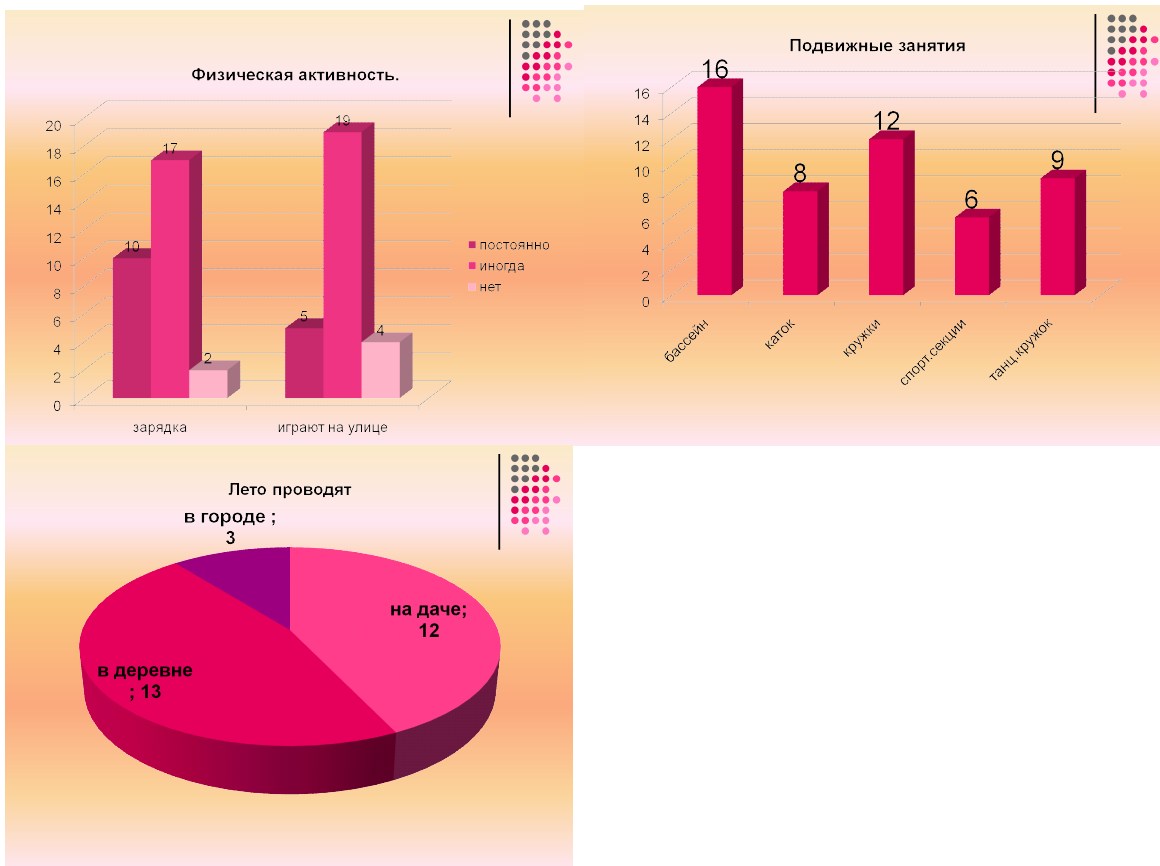 Физическая активность.
20
18
16
14
12
10
8
6
4
2
0
10
17
2
5
19
4
зарядка
играют на улице
постоянно
иногда
нет
Подвижные занятия
16
14
12
10
8
6
4
2
0
16
8
12
6
9
бассейн
каток
кружки
спорт.секции
танц.кружок
Лето проводят
в городе ;
3
на даче;
12
в деревне
; 13